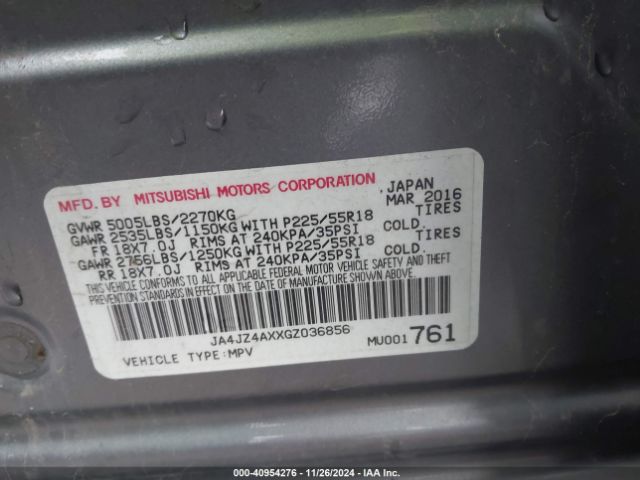 MFD. BY MITSUBISHI MOTORS CORPORATION, JAPAN
GVWR 5005LBS/2270KG MAR 2016
GAWR 2535LBS/1150KG WITH P225/55R18 TIRES
FR 18X7.0J RIMS AT 240KPA/35PSI COLD.
GAWR 2756LBS/1250KG WITH P225/55R18 TIRES
RR 18X7.0J RIMS AT 240KPA/35PSI COLD.
THIS VEHICLE CONFORMS TO ALL APPLICABLE FEDERAL MOTOR VEHICLE SAFETY AND THEFT
PREVENTION STANDARDS IN EFFECT ON THE DATE OF MANUFACTURE SHOWN ABOVE.
JA4JZ4AXXGZ036856
VEHICLE TYPE:MPV MU001 761
000-40954276 - 11/26/2024 - IAA Inc.